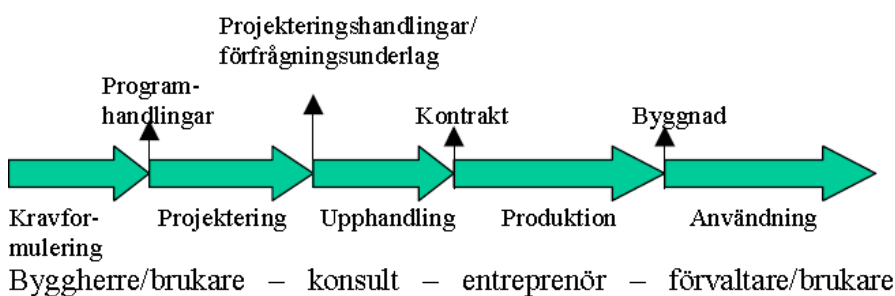 Projekteringshandlingar/
förfrågningsunderlag
Program-
handlingar
Kontrakt
Byggnad
Kravfor-
mulering
Projektering
Upphandling
Produktion
Användning
Byggherre/brukare – konsult – entreprenör – förvaltare/brukare